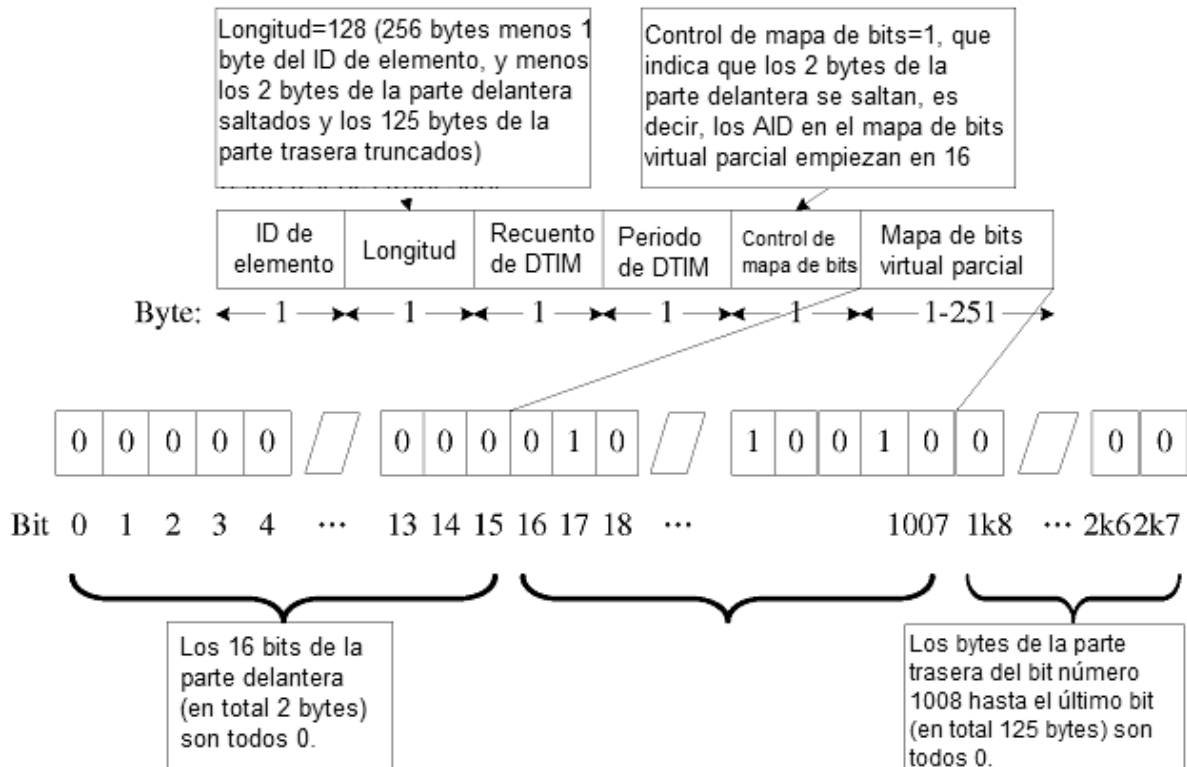 Longitud=128 (256 bytes menos 1
byte del ID de elemento, y menos
los 2 bytes de la parte delantera
saltados y los 125 bytes de la
parte trasera truncados)
Control de mapa de bits=1, que
indica que los 2 bytes de la
parte delantera se saltan, es
decir, los AID en el mapa de bits
virtual parcial empiezan en 16
ID de
elemento
Longitud
Recuento
de DTIM
Periodo
de DTIM
Control de
mapa de bits
Mapa de bits
virtual parcial
Byte: 1 1 1 1 1 1-251
0 0 0 0 0 0 0 0 0 1 0 1 0 0 1 0 0 0 0
Bit 0 1 2 3 4 ... 13 14 15 16 17 18 ... 1007 1k8 ... 2k6 2k7
Los 16 bits de la
parte delantera
(en total 2 bytes)
son todos 0.
Los bytes de la parte
trasera del bit número
1008 hasta el último bit
(en total 125 bytes) son
todos 0.